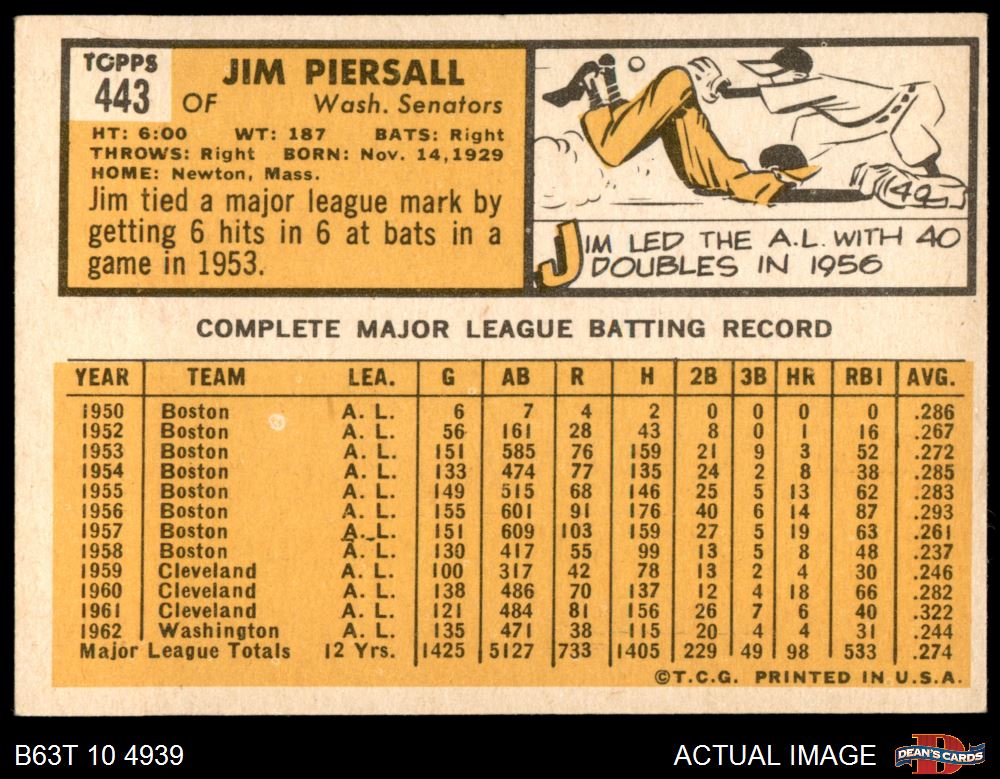 TOPPS
443
JIM PIERSALL
OF Wash. Senators
HT: 6:00 WT: 187 BATS: Right
THROWS: Right BORN: Nov. 14, 1929
HOME: Newton, Mass.
Jim tied a major league mark by
getting 6 hits in 6 at bats in a
game in 1953.
40
JIM LED THE A.L. WITH 40
DOUBLES IN 1956
COMPLETE MAJOR LEAGUE BATTING RECORD
YEAR TEAM LEA. G AB R H 2B 3B HR RBI AVG.
1950 Boston A. L. 6 7 4 2 0 0 0 0 .286
1952 Boston A. L. 56 161 28 43 8 0 1 16 .267
1953 Boston A. L. 151 585 76 159 21 9 3 52 .272
1954 Boston A. L. 133 474 77 135 24 2 8 38 .285
1955 Boston A. L. 149 515 68 146 25 5 13 62 .283
1956 Boston A. L. 155 601 91 176 40 6 14 87 .293
1957 Boston A. L. 151 609 103 159 27 5 19 63 .261
1958 Boston A. L. 130 417 55 99 13 5 8 48 .237
1959 Cleveland A. L. 100 317 42 78 13 2 4 30 .246
1960 Cleveland A. L. 138 486 70 137 12 4 18 66 .282
1961 Cleveland A. L. 121 484 81 156 26 7 6 40 .322
1962 Washington A. L. 135 471 38 115 20 4 4 31 .244
Major League Totals 12 Yrs. 1425 5127 733 1405 229 49 98 533 .274
©T.C.G. PRINTED IN U.S.A.
B63T 10 4939
ACTUAL IMAGE
D
DEAN'S CARDS